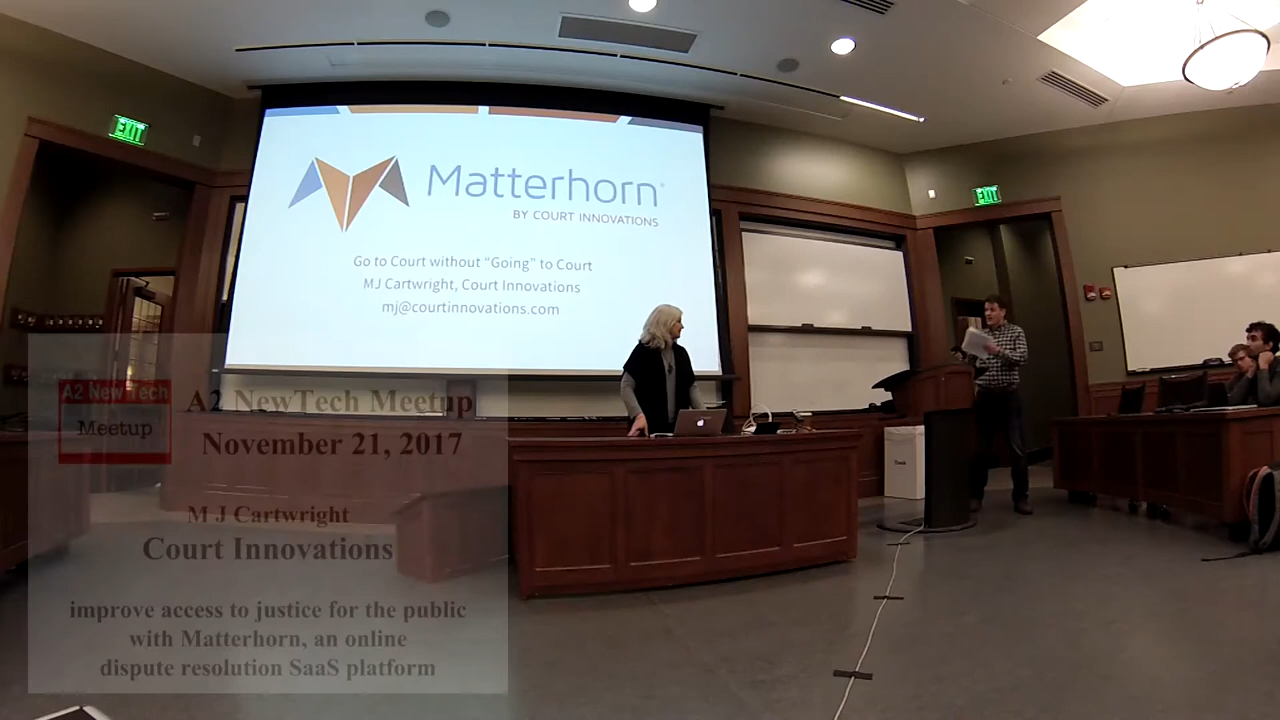 EXIT
Matterhorn®
BY COURT INNOVATIONS
Go to Court without “Going” to Court
MJ Cartwright, Court Innovations
mj@courtinnovations.com
EXIT
A2 NewTech
Meetup
A2 NewTech Meetup
November 21, 2017
M J Cartwright
Court Innovations
improve access to justice for the public
with Matterhorn, an online
dispute resolution SaaS platform